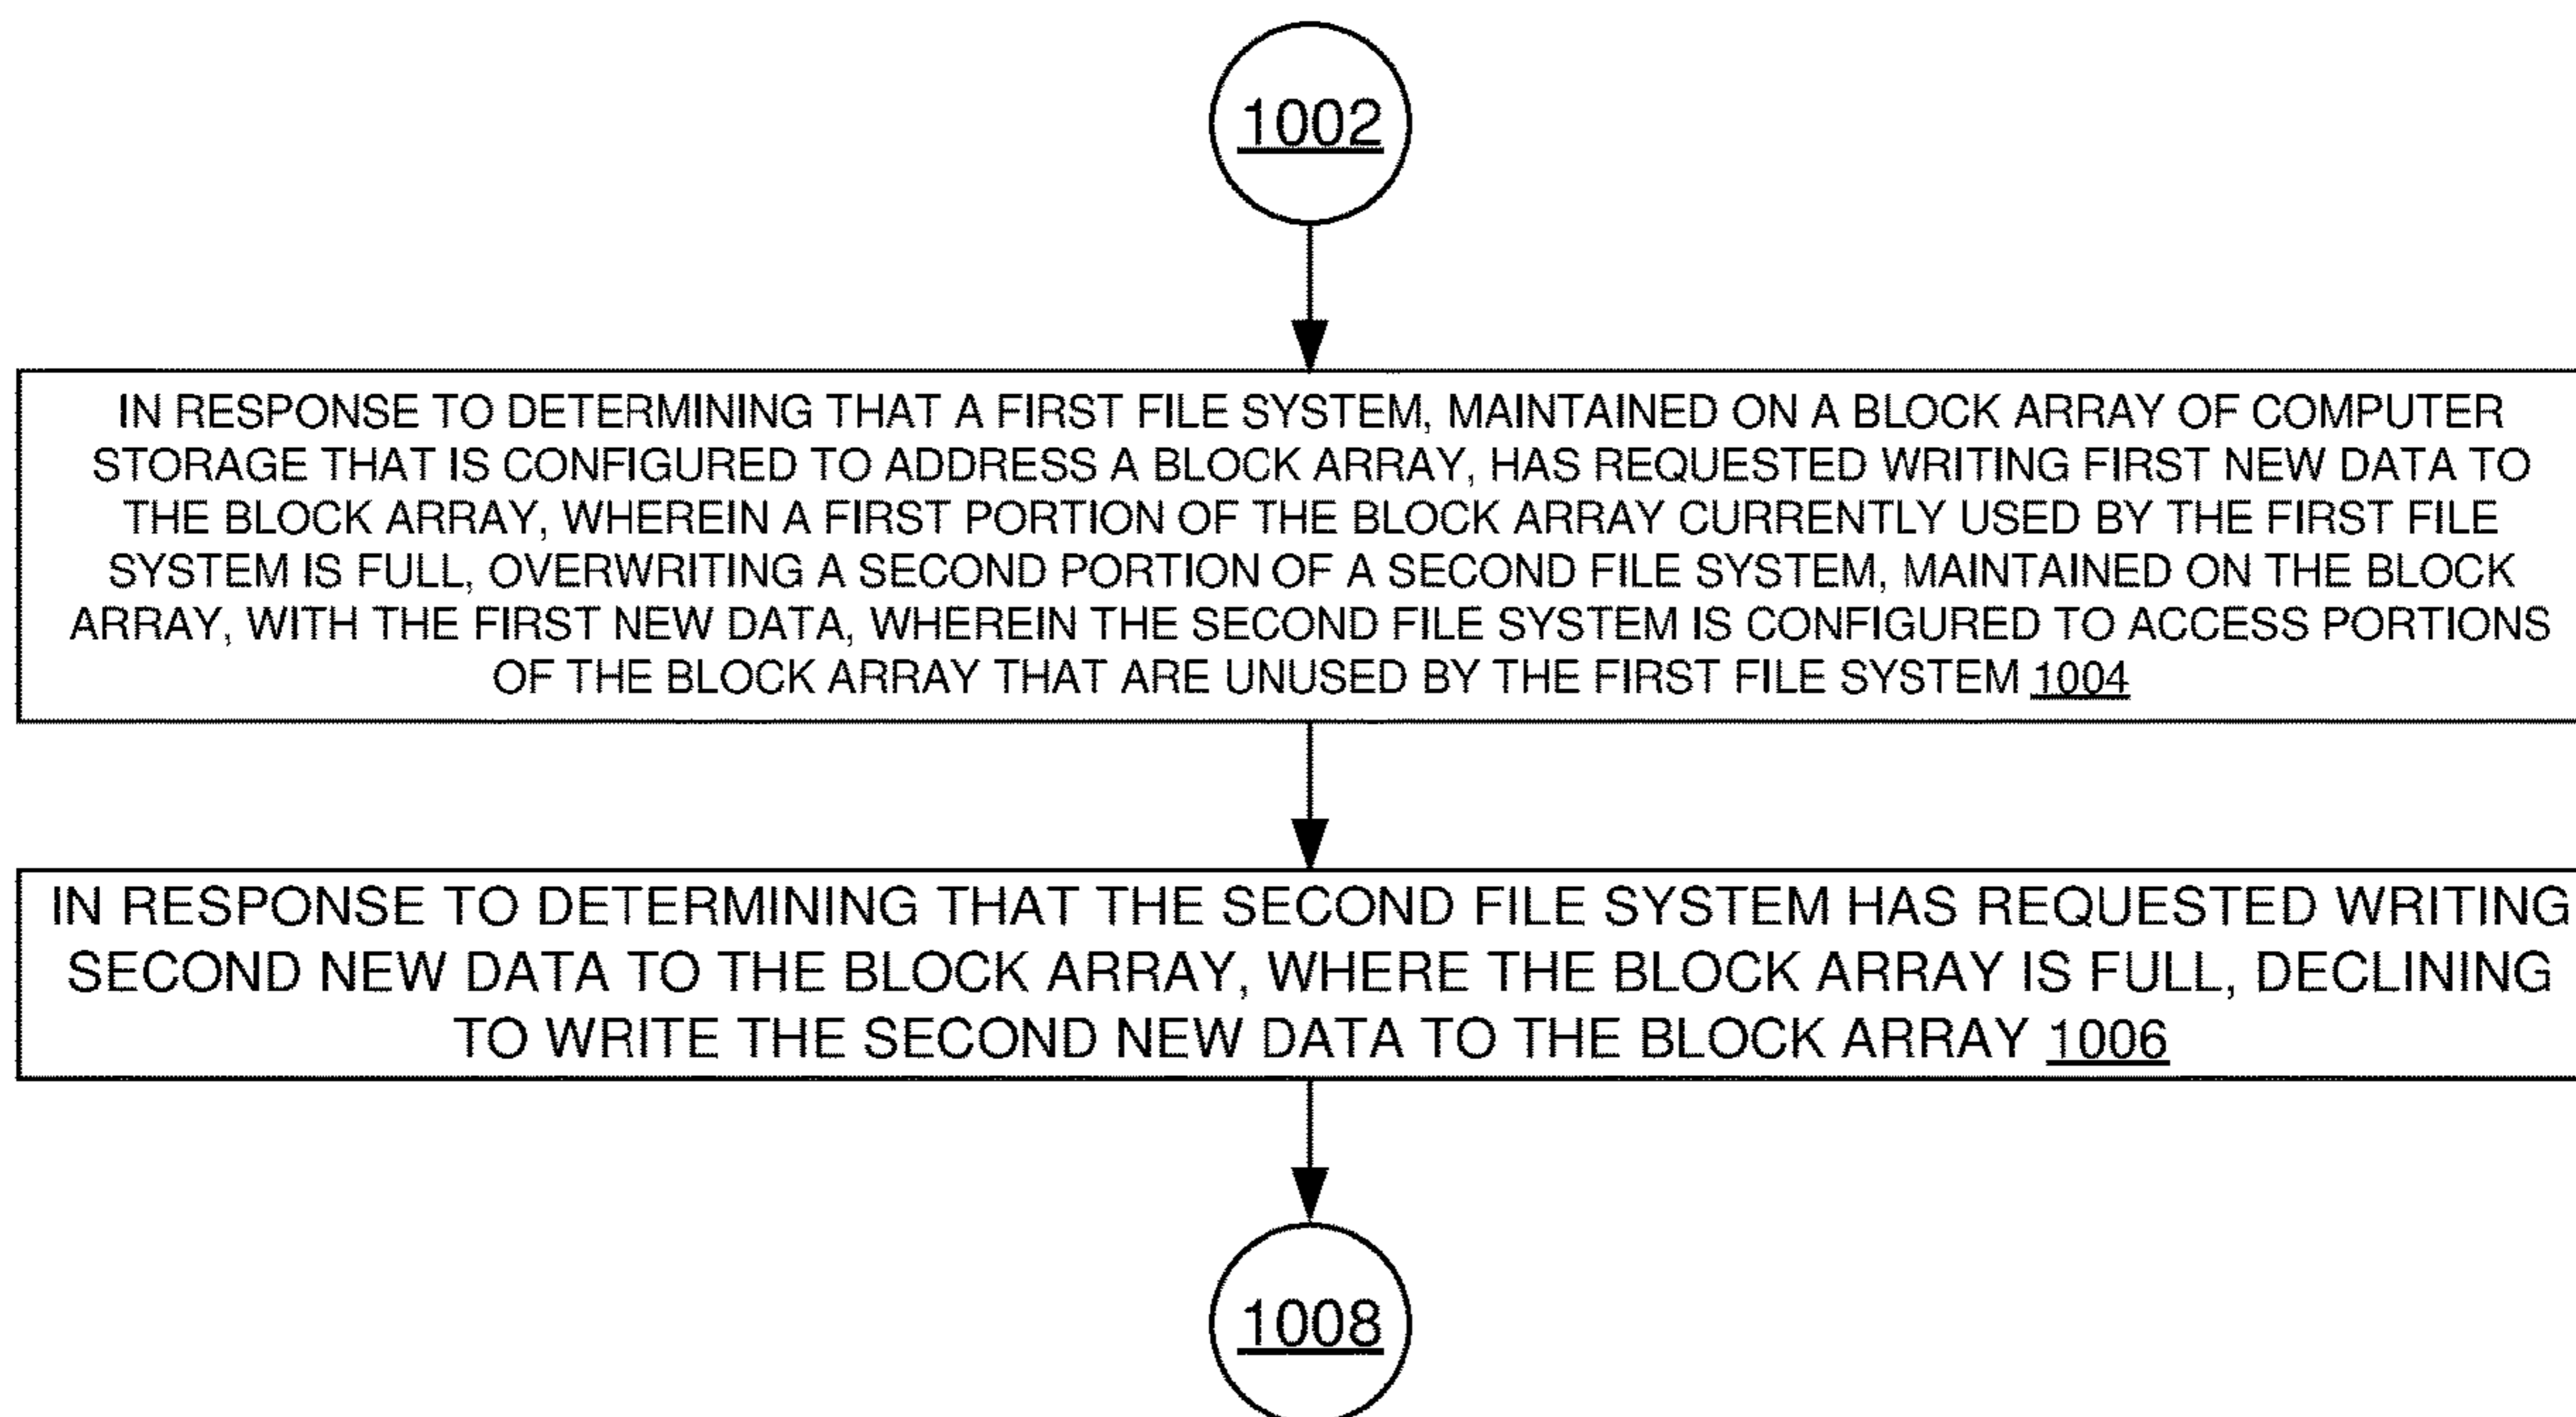 1002
IN RESPONSE TO DETERMINING THAT A FIRST FILE SYSTEM, MAINTAINED ON A BLOCK ARRAY OF COMPUTER
STORAGE THAT IS CONFIGURED TO ADDRESS A BLOCK ARRAY, HAS REQUESTED WRITING FIRST NEW DATA TO
THE BLOCK ARRAY, WHEREIN A FIRST PORTION OF THE BLOCK ARRAY CURRENTLY USED BY THE FIRST FILE
SYSTEM IS FULL, OVERWRITING A SECOND PORTION OF A SECOND FILE SYSTEM, MAINTAINED ON THE BLOCK
ARRAY, WITH THE FIRST NEW DATA, WHEREIN THE SECOND FILE SYSTEM IS CONFIGURED TO ACCESS PORTIONS
OF THE BLOCK ARRAY THAT ARE UNUSED BY THE FIRST FILE SYSTEM 1004
IN RESPONSE TO DETERMINING THAT THE SECOND FILE SYSTEM HAS REQUESTED WRITING
SECOND NEW DATA TO THE BLOCK ARRAY, WHERE THE BLOCK ARRAY IS FULL, DECLINING
TO WRITE THE SECOND NEW DATA TO THE BLOCK ARRAY 1006
1008